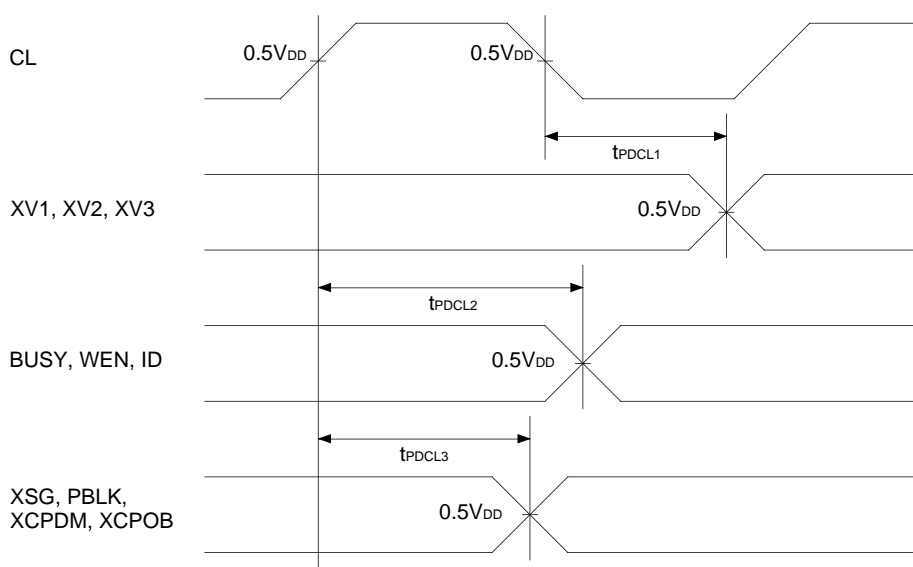 CL
0.5VDD
0.5VDD
tPDCL1
XV1, XV2, XV3
0.5VDD
tPDCL2
BUSY, WEN, ID
0.5VDD
tPDCL3
XSG, PBLK,
XCPDM, XCPOB
0.5VDD